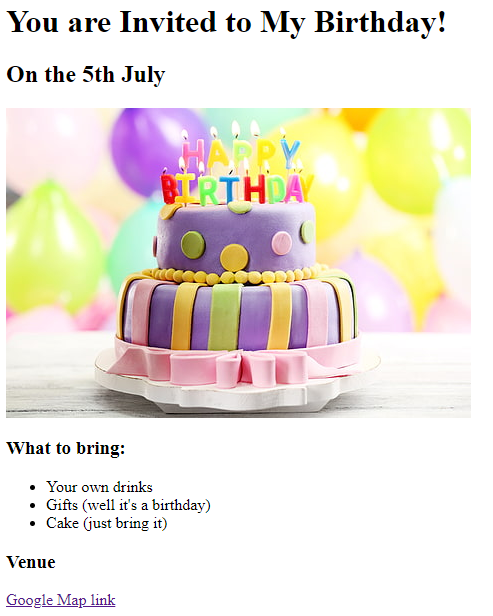 You are Invited to My Birthday!
On the 5th July
HAPPY
BIRTHDAY
What to bring:
Your own drinks
Gifts (well it's a birthday)
Cake (just bring it)
Venue
Google Map link